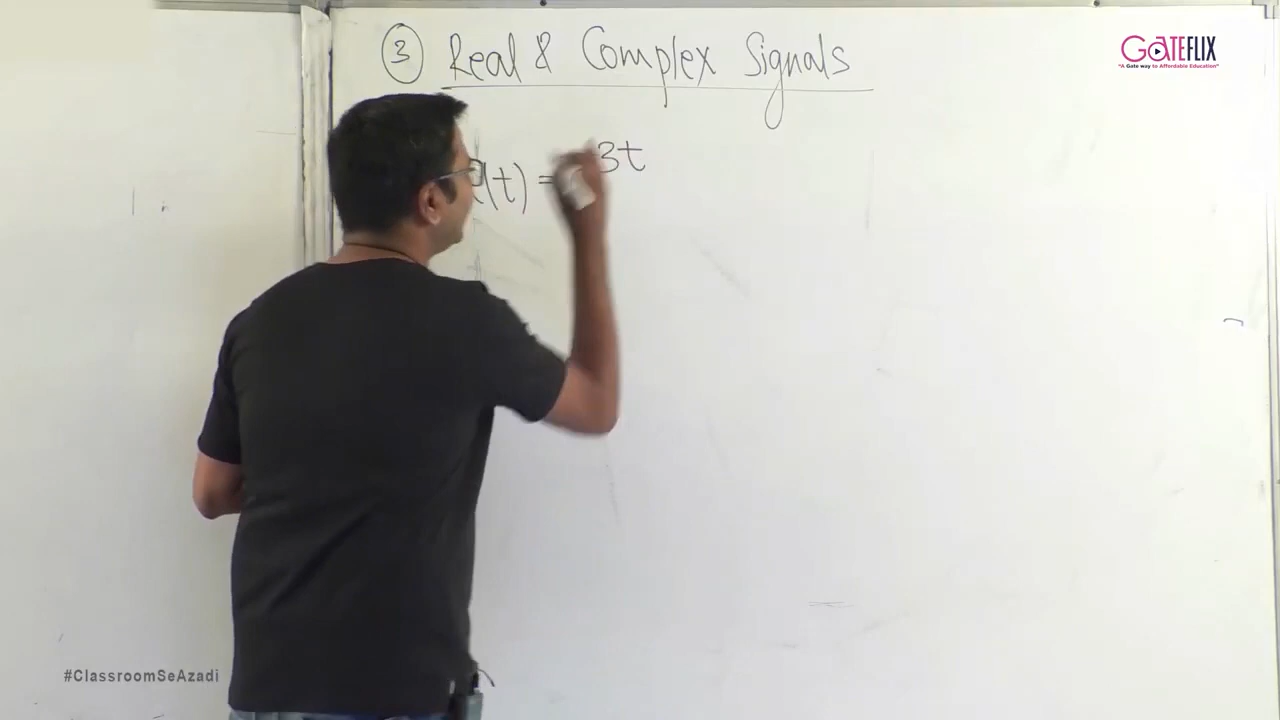 ③ Real & Complex Signals
GATEFLIX
"A Gate way to Affordable Education"
(t) = 3t
#ClassroomSeAzadi